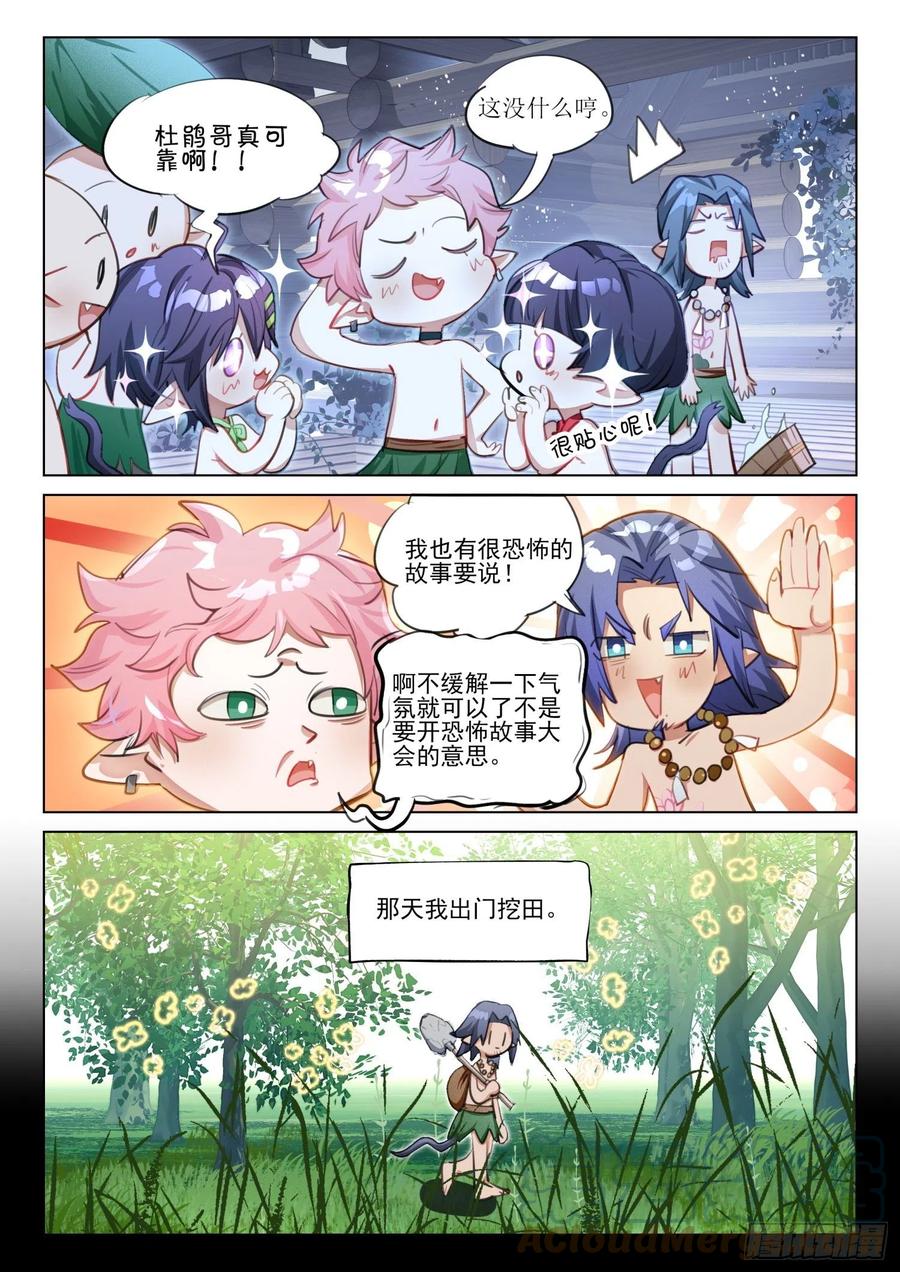 杜鹃哥真可
靠啊！！
这没什么哼。
很贴心呢！
我也有很恐怖的
故事要说！
啊不缓解一下气
氛就可以了不是
要开恐怖故事大
会的意思。
那天我出门挖田。